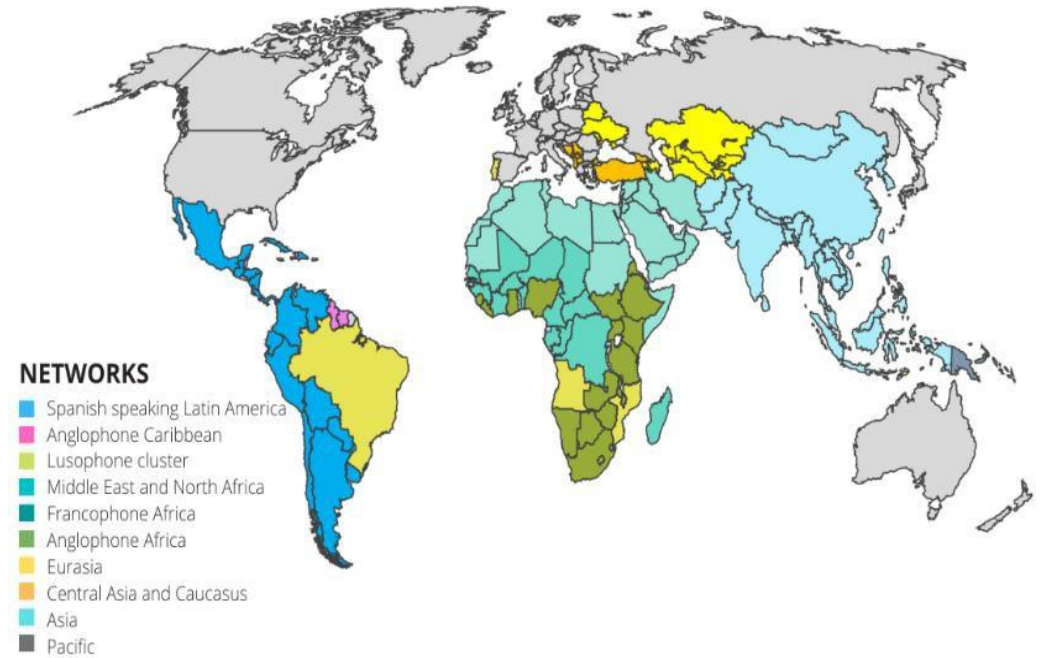 NETWORKS
Spanish speaking Latin America
Anglophone Caribbean
Lusophone cluster
Middle East and North Africa
Francophone Africa
Anglophone Africa
Eurasia
Central Asia and Caucasus
Asia
Pacific